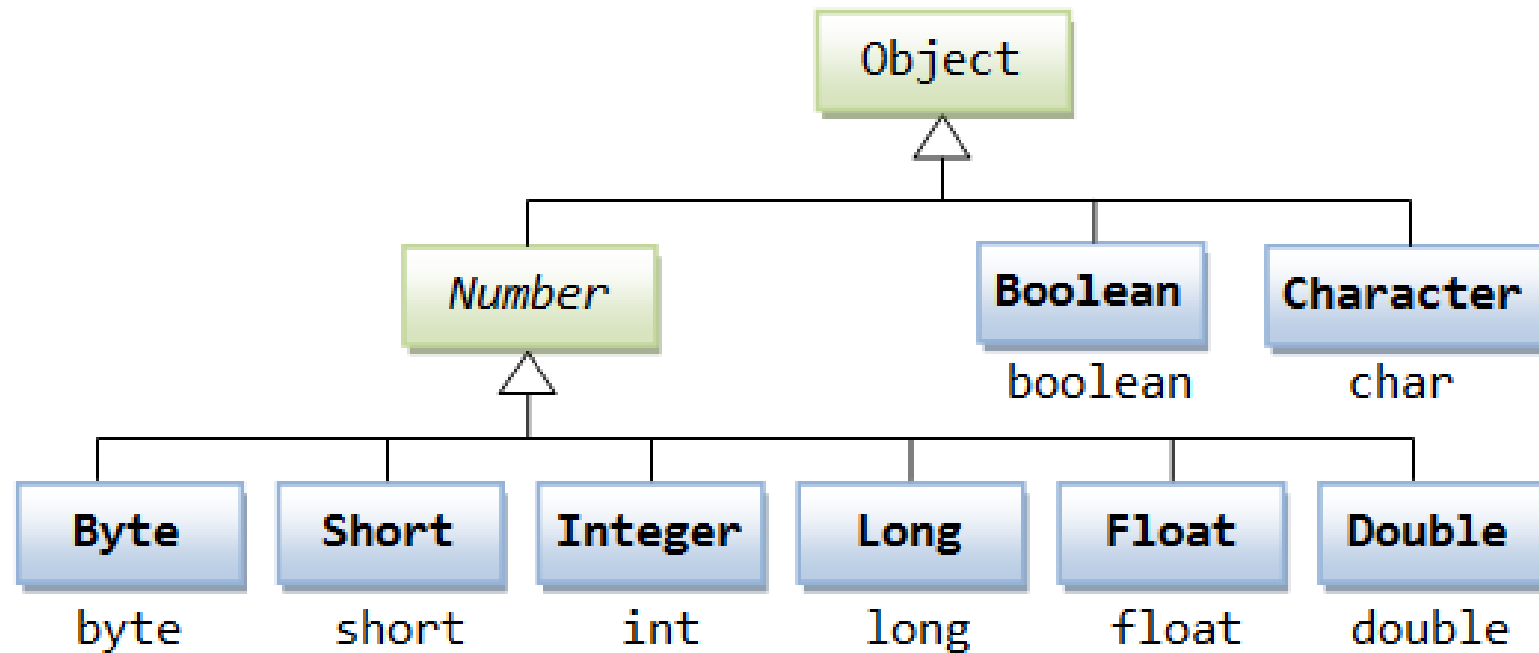 Object
Number
Boolean
Character
boolean
char
Byte
Short
Integer
Long
Float
Double
byte
short
int
long
float
double